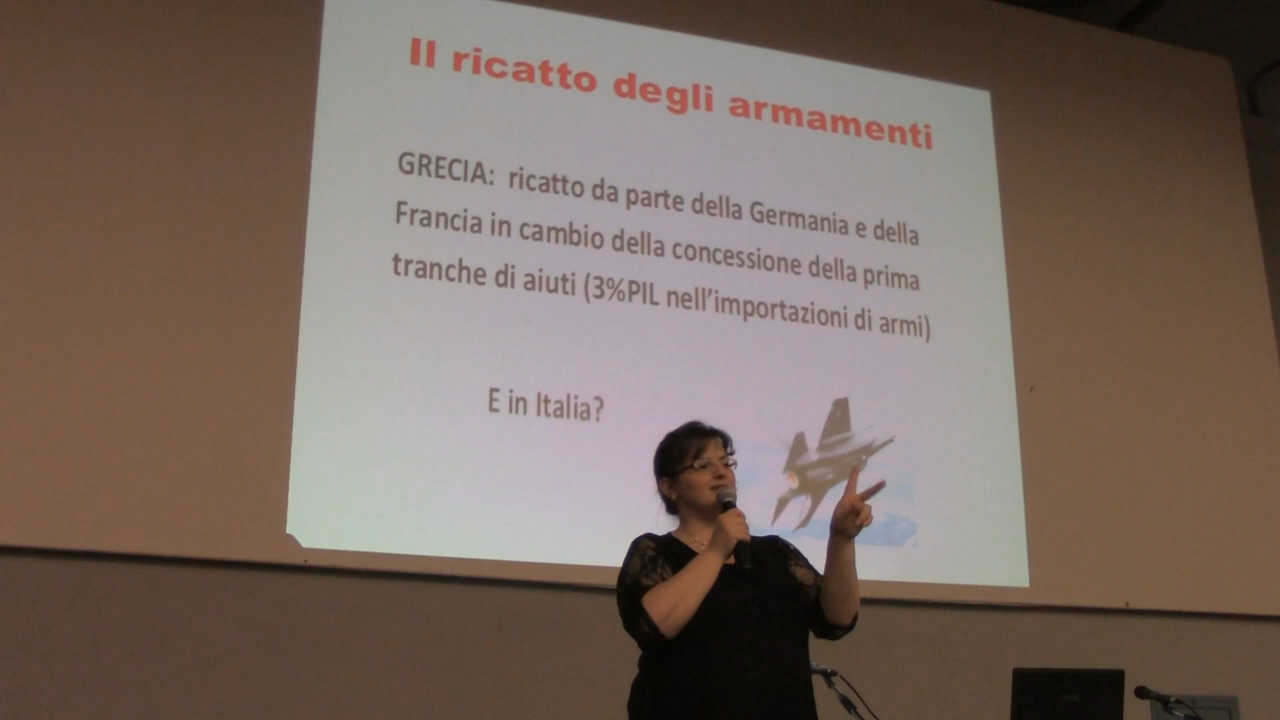 Il ricatto degli armamenti
GRECIA: ricatto da parte della Germania e della
Francia in cambio della concessione della prima
tranche di aiuti (3%PIL nell'importazioni di armi)
E in Italia?